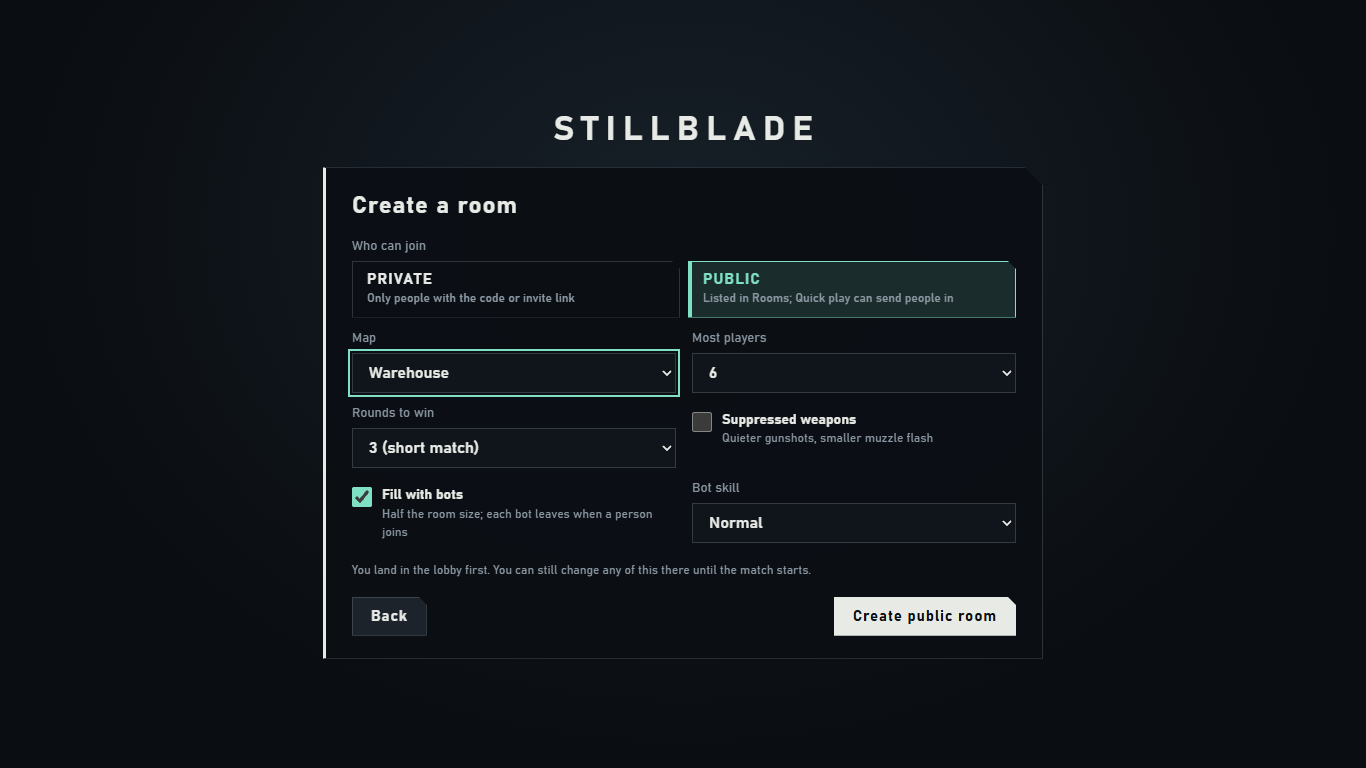 STILLBLADE
Create a room
Who can join
PRIVATE
Only people with the code or invite link
PUBLIC
Listed in Rooms; Quick play can send people in
Map
Warehouse
Most players
6
Rounds to win
3 (short match)
Suppressed weapons
Quieter gunshots, smaller muzzle flash
Fill with bots
Half the room size; each bot leaves when a person
joins
Bot skill
Normal
You land in the lobby first. You can still change any of this there until the match starts.
Back
Create public room